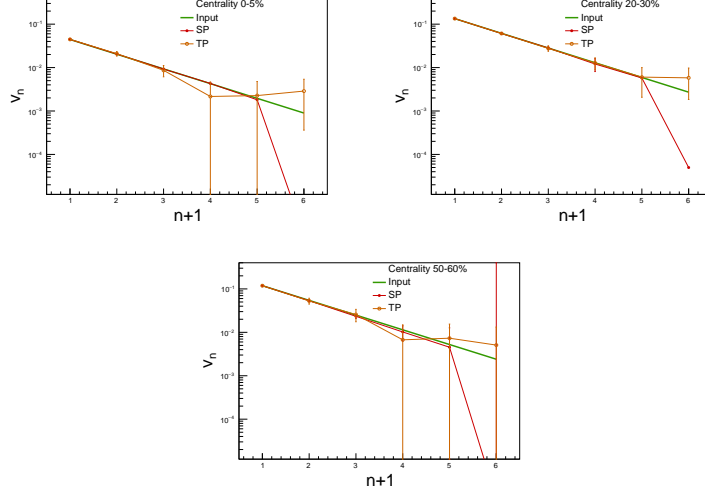 Centrality 0-5%
Input
SP
TP
10⁻¹
10⁻²
10⁻³
10⁻⁴
vₙ
1 2 3 4 5 6
n+1
Centrality 20-30%
Input
SP
TP
10⁻¹
10⁻²
10⁻³
10⁻⁴
vₙ
1 2 3 4 5 6
n+1
Centrality 50-60%
Input
SP
TP
10⁻¹
10⁻²
10⁻³
10⁻⁴
vₙ
1 2 3 4 5 6
n+1